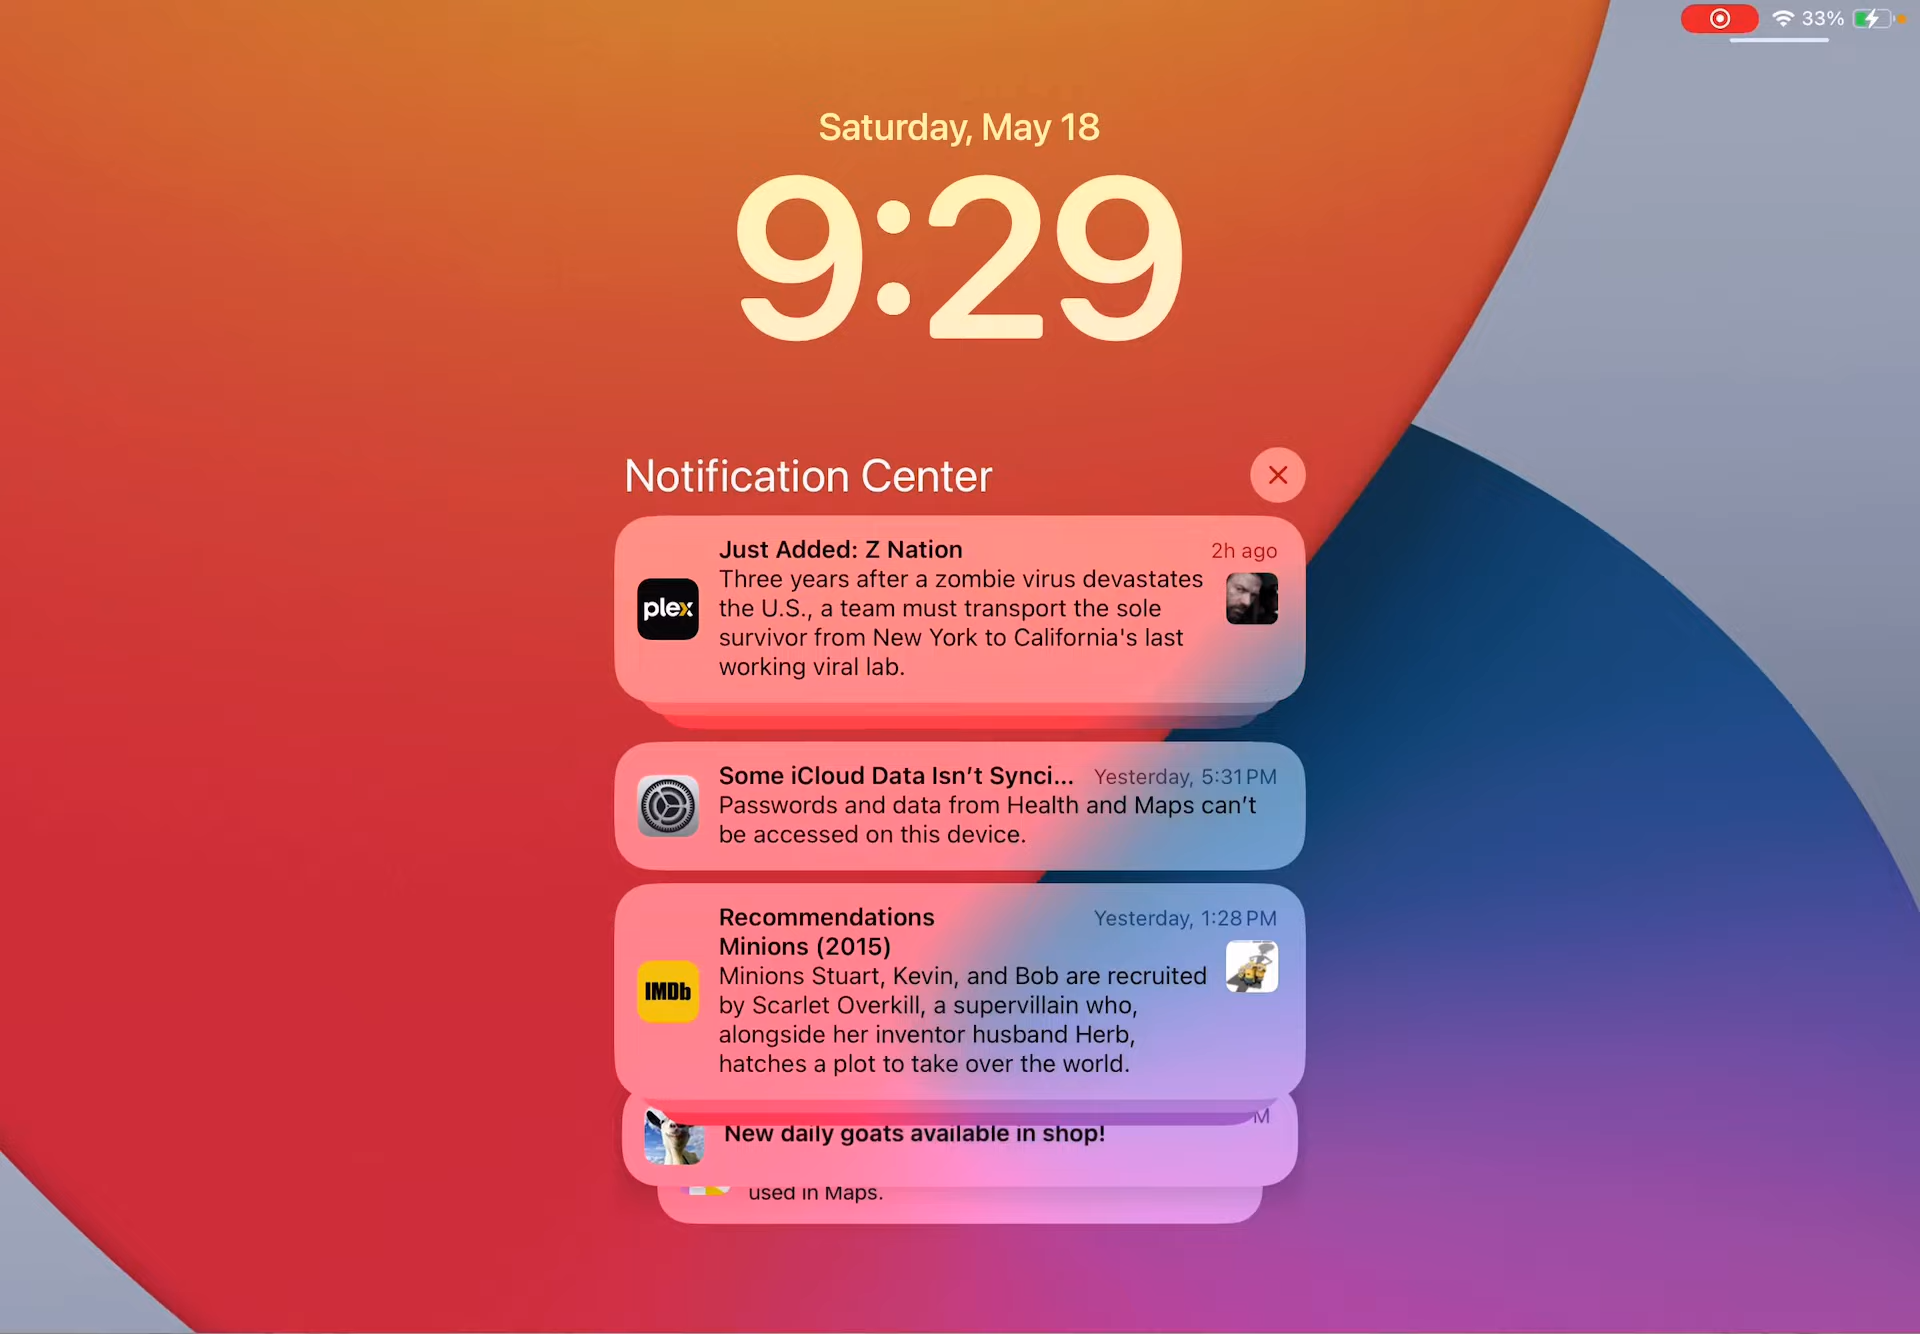 33%
Saturday, May 18
9:29
Notification Center
Just Added: Z Nation
2h ago
Three years after a zombie virus devastates
the U.S., a team must transport the sole
survivor from New York to California's last
working viral lab.
plex
Some iCloud Data Isn’t Synci...
Yesterday, 5:31 PM
Passwords and data from Health and Maps can’t
be accessed on this device.
Recommendations
Yesterday, 1:28 PM
Minions (2015)
Minions Stuart, Kevin, and Bob are recruited
by Scarlet Overkill, a supervillain who,
alongside her inventor husband Herb,
hatches a plot to take over the world.
IMDb
M
New daily goats available in shop!
used in Maps.